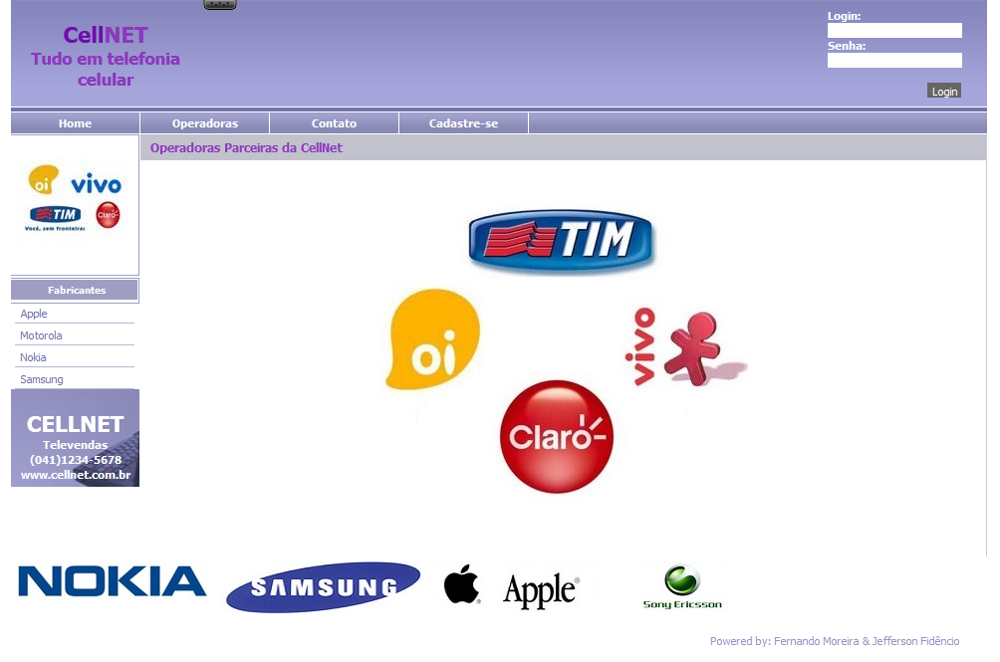 CellNET
Tudo em telefonia
celular
Login:
Senha:
Login
Home
Operadoras
Contato
Cadastre-se
oi
vivo
TIM
Claro
Você, sem fronteiras
Operadoras Parceiras da CellNet
TIM
oi
vivo
Claro
Fabricantes
Apple
Motorola
Nokia
Samsung
CELLNET
Televendas
(041)1234-5678
www.cellnet.com.br
NOKIA
SAMSUNG
Apple®
Sony Ericsson
Powered by: Fernando Moreira & Jefferson Fidêncio